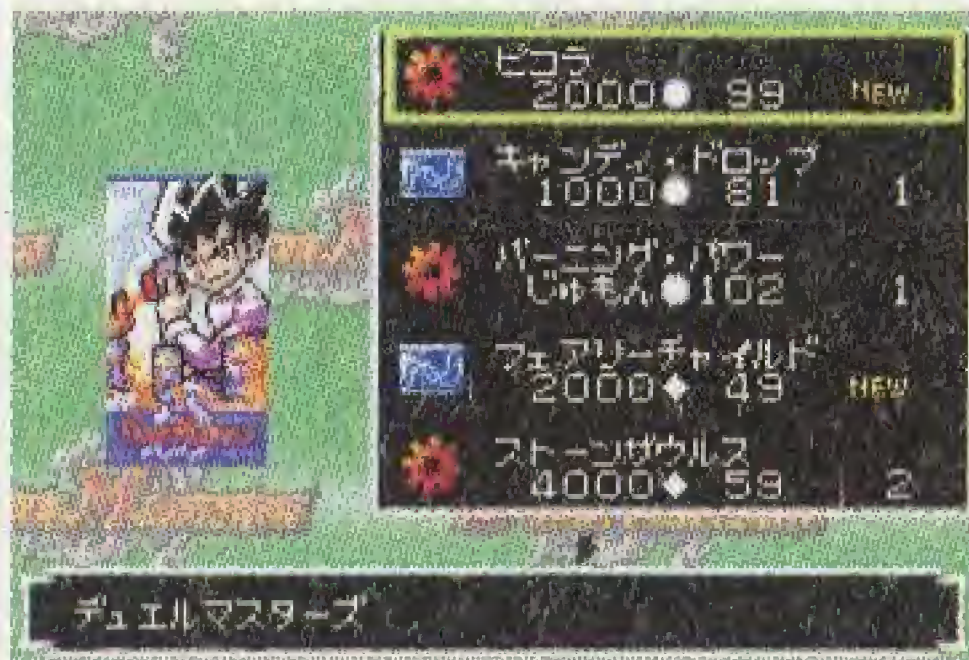 ピコラ
2000● 99 NEW
キャンディ・ドロップ
1000● 81 1
バーニング・パワー
じゅもん●102 1
フェアリーチャイルド
2000◆ 49 NEW
ストーンザウルス
4000◆ 59 2
デュエルマスターズ